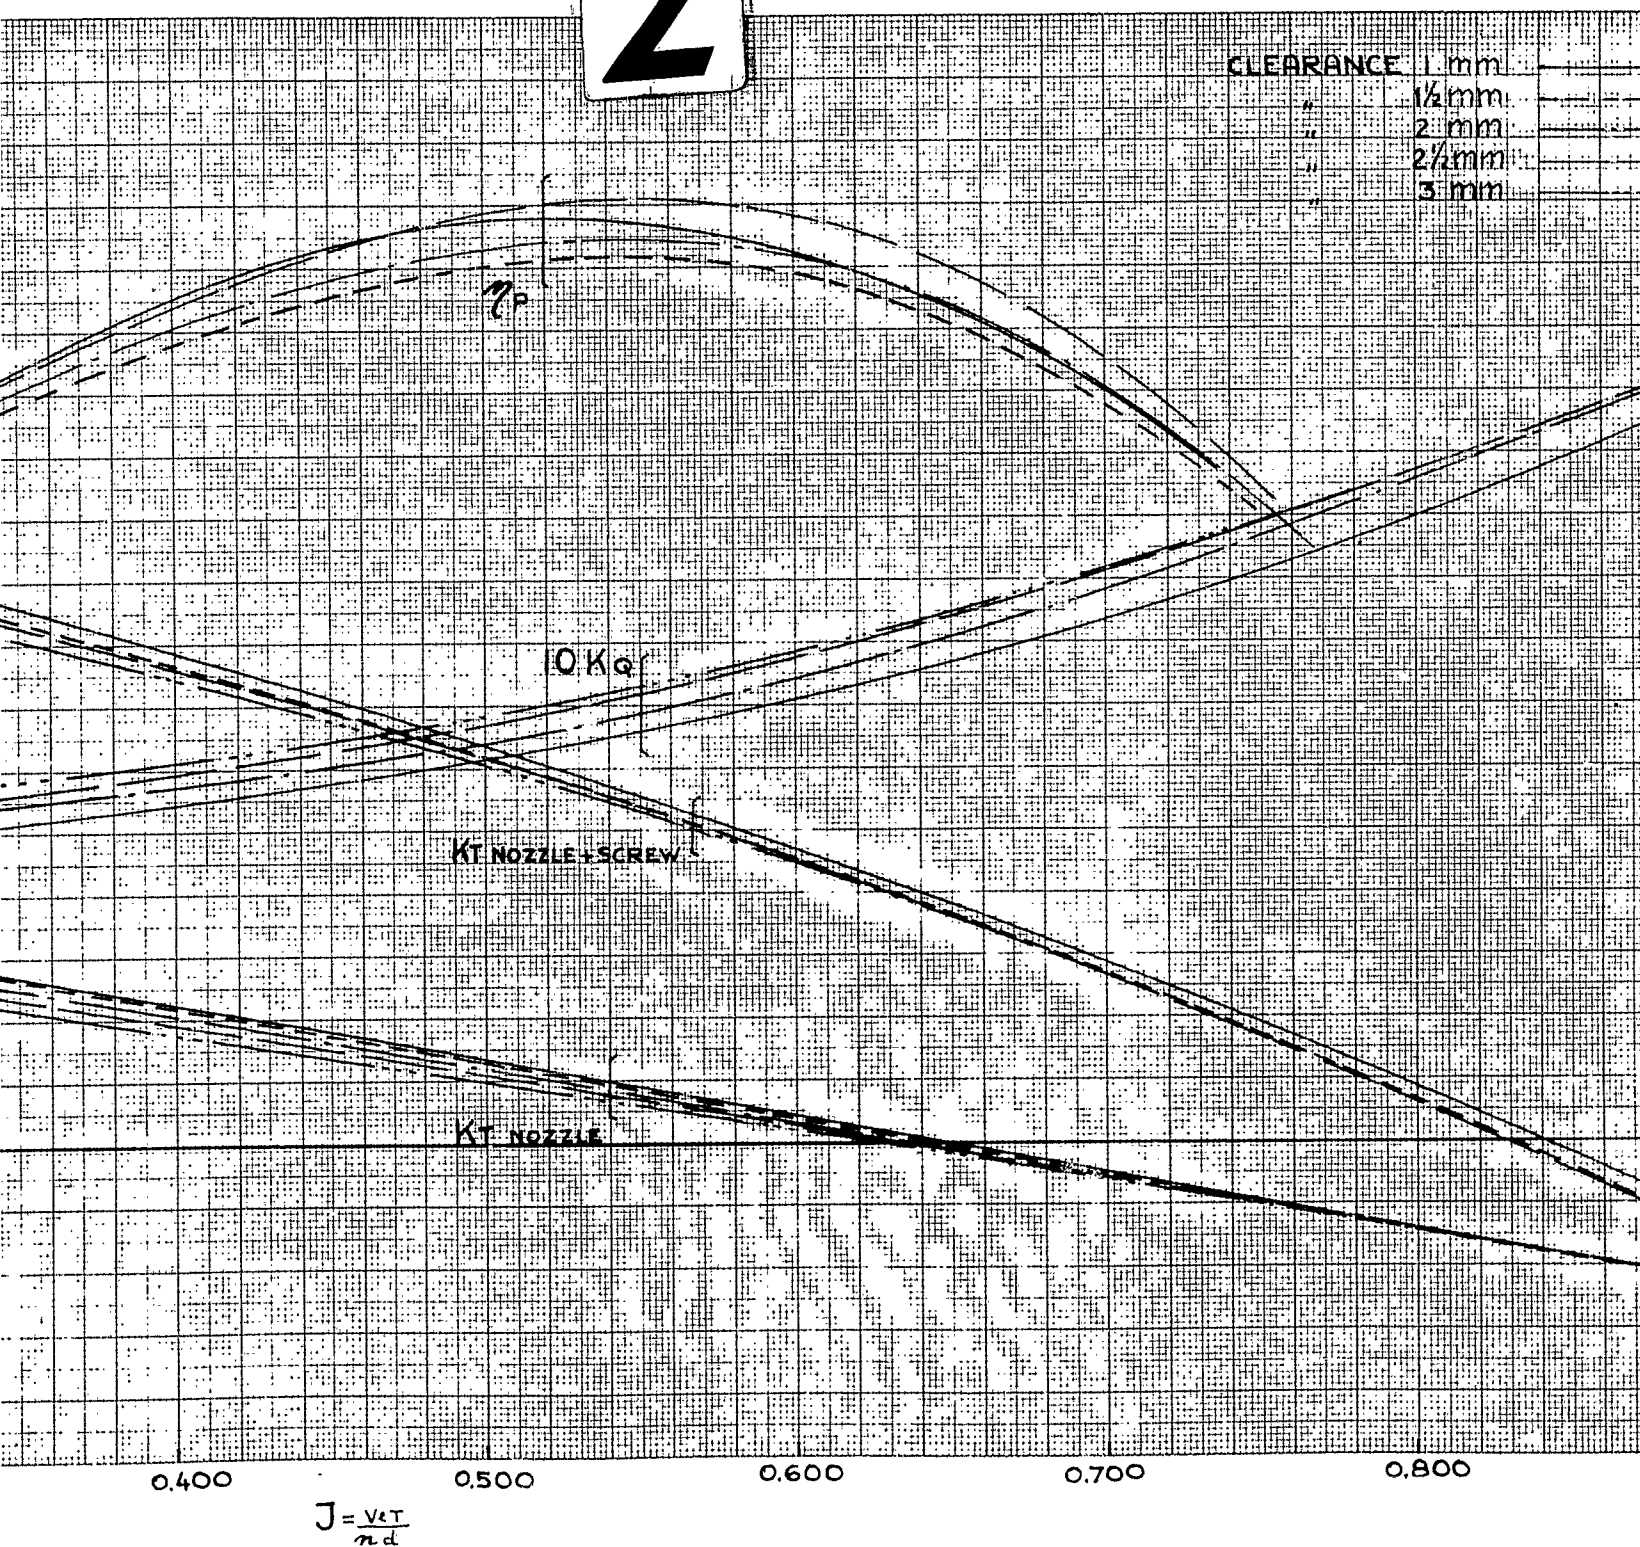 2
CLEARANCE 1 mm
" 1½ mm
" 2 mm
" 2½ mm
" 3 mm
ηP
10 KQ
KT NOZZLE+SCREW
KT NOZZLE
0.400 0.500 0.600 0.700 0.800
J = VeT
n d